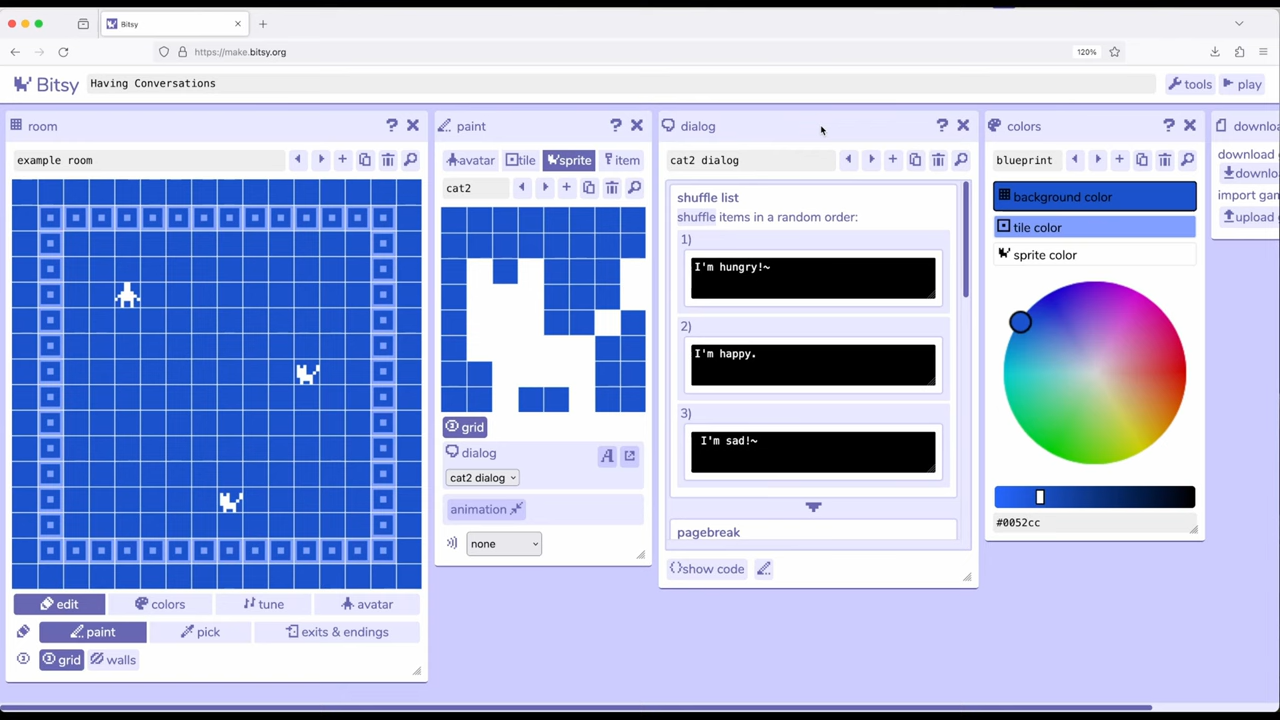 Bitsy
https://make.bitsy.org
120%
Bitsy
Having Conversations
tools
play
room
?
example room
edit
colors
tune
avatar
paint
pick
exits & endings
grid
walls
paint
?
avatar
tile
sprite
item
cat2
grid
dialog
A
cat2 dialog
animation
none
dialog
?
cat2 dialog
shuffle list
shuffle items in a random order:
1)
I'm hungry!~
2)
I'm happy.
3)
I'm sad!~
pagebreak
{}show code
colors
?
blueprint
background color
tile color
sprite color
#0052cc
downloa
download
downlo
import gan
upload